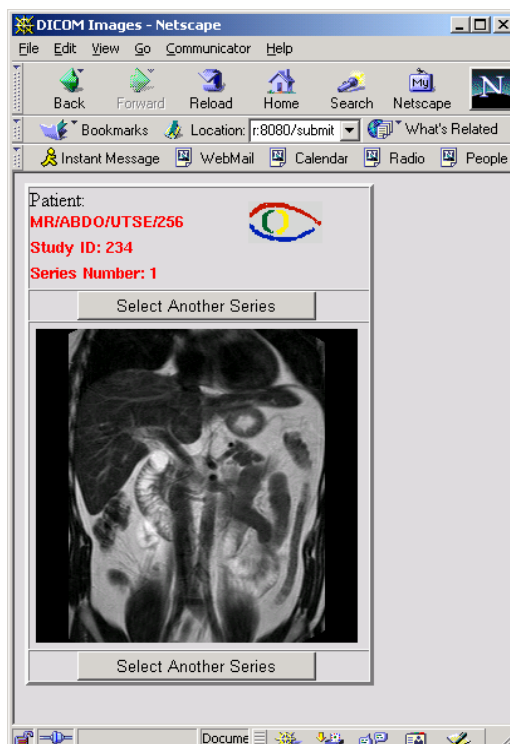 DICOM Images - Netscape
File Edit View Go Communicator Help
Back Forward Reload Home Search Netscape
My
N
Bookmarks Location: r:8080/submit What's Related
Instant Message WebMail Calendar Radio People
Patient:
MR/ABDO/UTSE/256
Study ID: 234
Series Number: 1
Select Another Series
Select Another Series
Docume